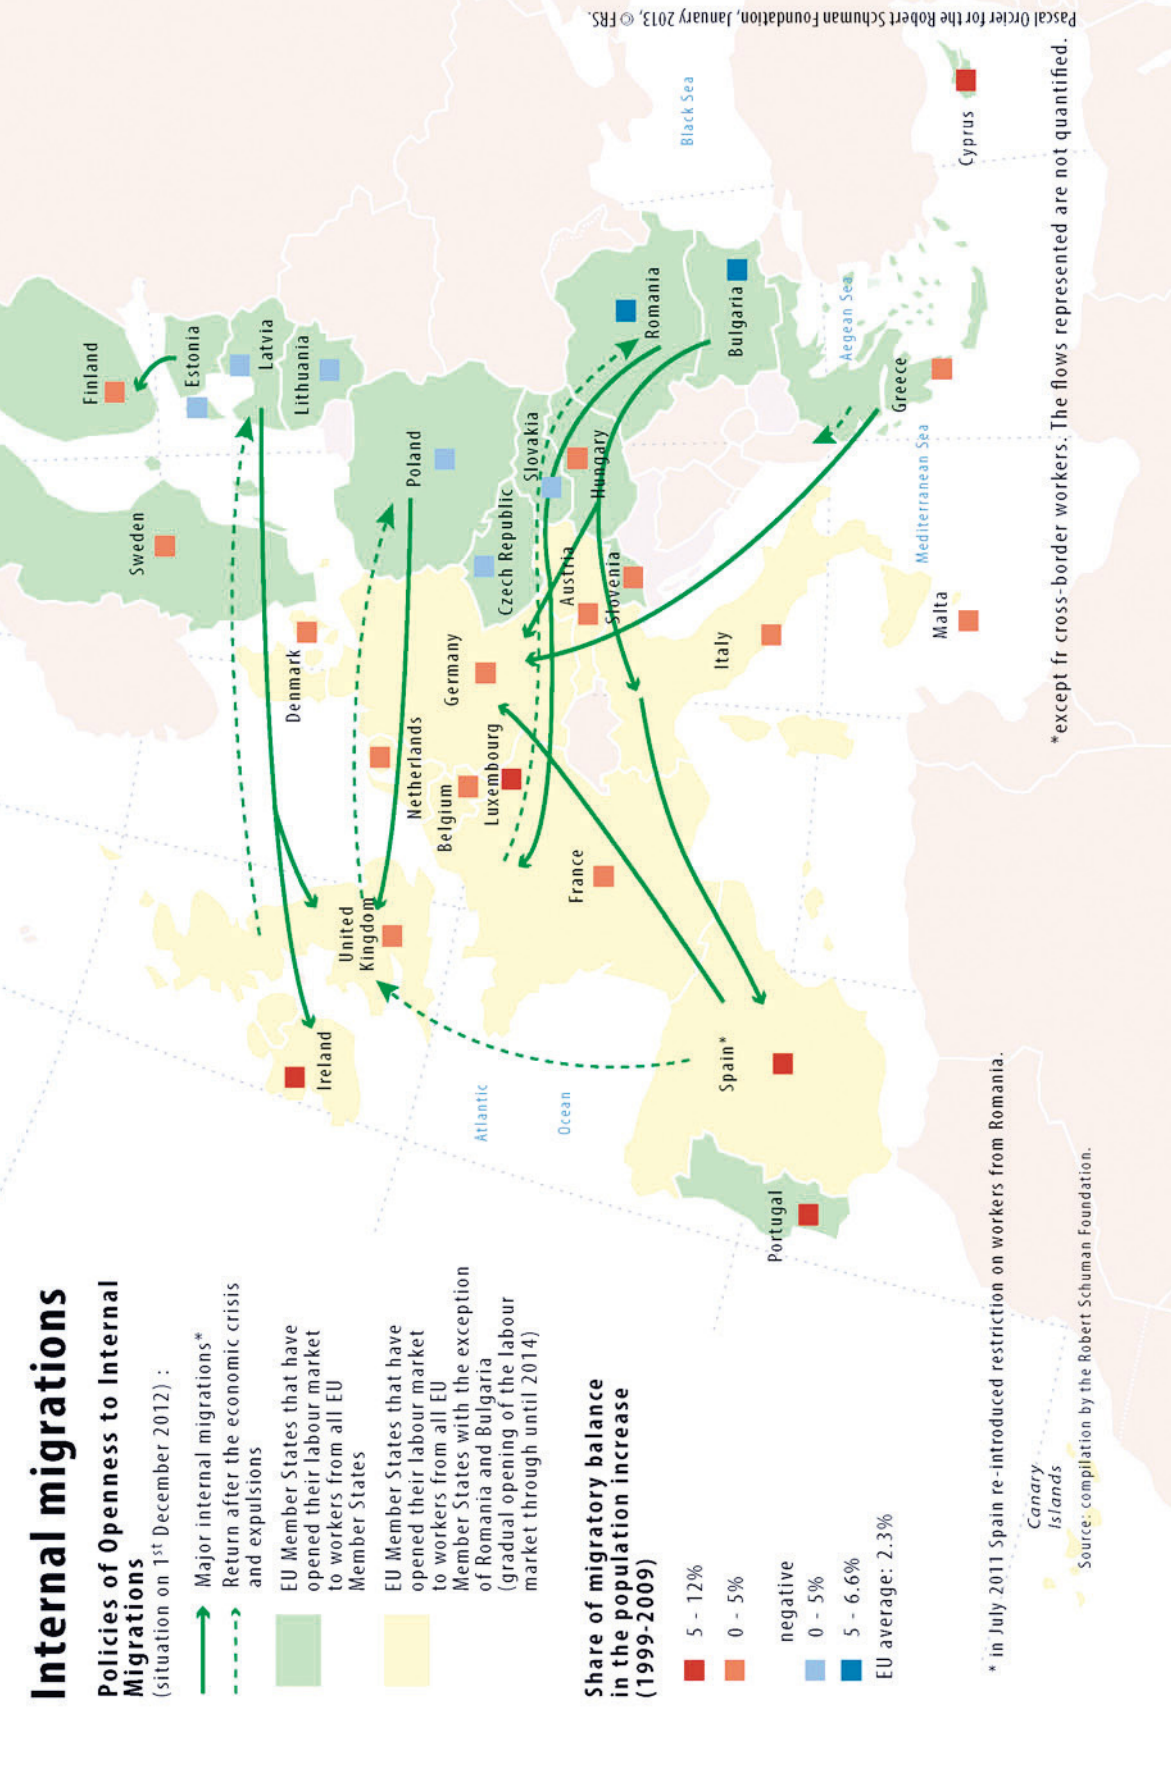 Internal migrations
Policies of Openness to Internal
Migrations
(situation on 1st December 2012) :
Major internal migrations*
Return after the economic crisis
and expulsions
EU Member States that have
opened their labour market
to workers from all EU
Member States
EU Member States that have
opened their labour market
to workers from all EU
Member States with the exception
of Romania and Bulgaria
(gradual opening of the labour
market through until 2014)
Share of migratory balance
in the population increase
(1999-2009)
5 - 12%
0 - 5%
negative
0 - 5%
5 - 6.6%
EU average: 2.3%
Finland
Sweden
Estonia
Latvia
Lithuania
Denmark
Ireland
United
Kingdom
Poland
Netherlands
Germany
Belgium
Luxembourg
Czech Republic
Slovakia
Austria
Hungary
Slovenia
France
Romania
Bulgaria
Italy
Spain*
Portugal
Greece
Malta
Cyprus
Atlantic
Ocean
Black Sea
Aegean Sea
Mediterranean Sea
Canary
Islands
* in July 2011 Spain re-introduced restriction on workers from Romania.
*except fr cross-border workers. The flows represented are not quantified.
Source: compilation by the Robert Schuman Foundation.
Pascal Orcier for the Robert Schuman Foundation, January 2013, © FRS.